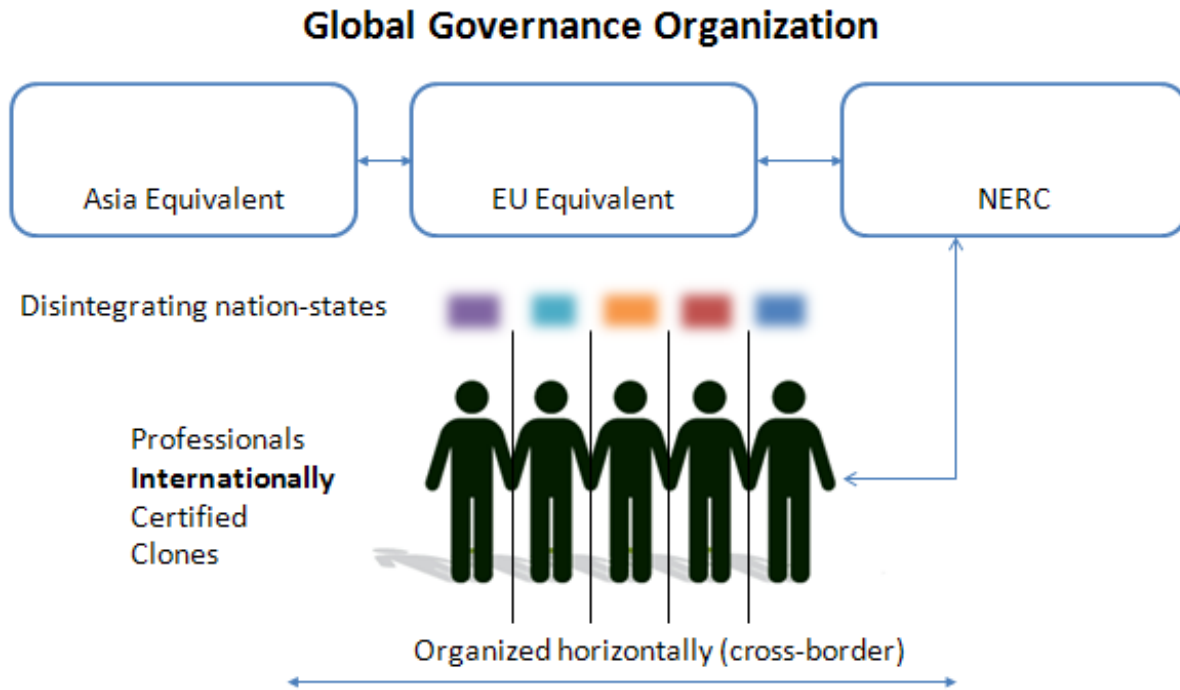 Global Governance Organization
Asia Equivalent
EU Equivalent
NERC
Disintegrating nation-states
Professionals
Internationally
Certified
Clones
Organized horizontally (cross-border)